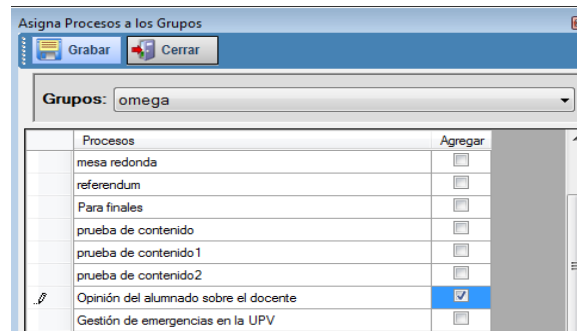 Asigna Procesos a los Grupos
Grabar Cerrar
Grupos: omega
Procesos Agregar
mesa redonda
referendum
Para finales
prueba de contenido
prueba de contenido1
prueba de contenido2
Opinión del alumnado sobre el docente
Gestión de emergencias en la UPV